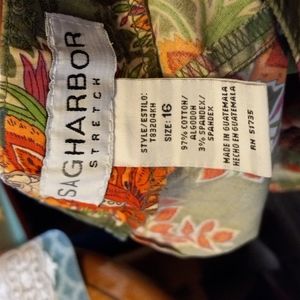 SAG HARBOR
STRETCH
STYLE/ESTILO:
TY83204KH
SIZE: 16
97% COTTON/
ALGODON
3% SPANDEX/
SPANDEX
MADE IN GUATEMALA
HECHO EN GUATEMALA
RN 51735